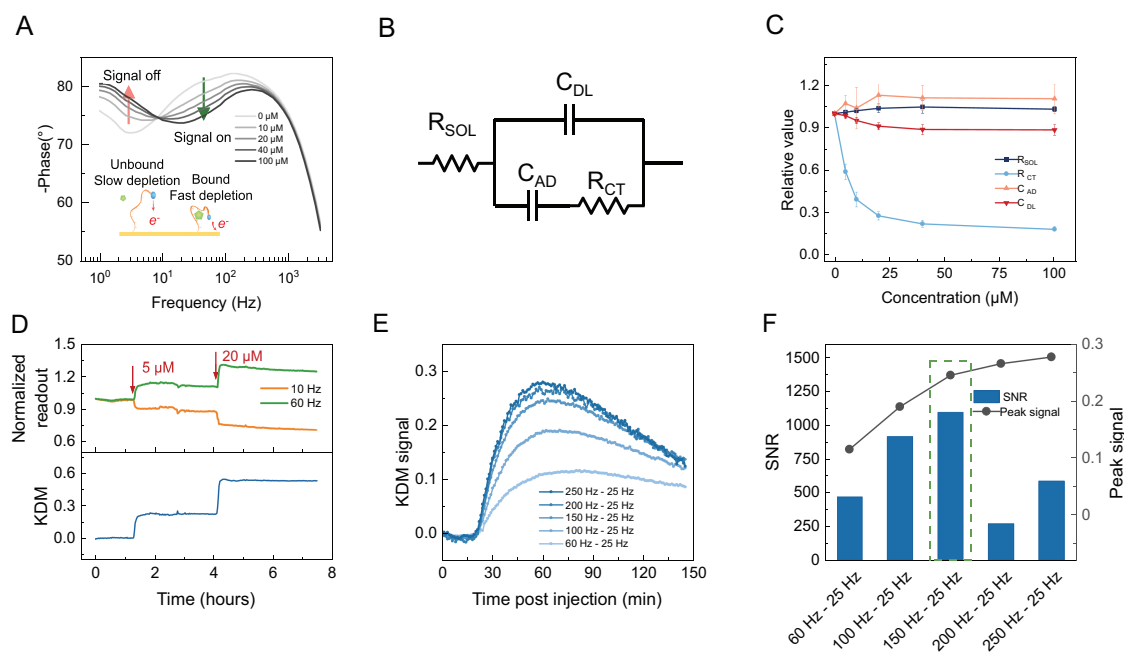 A
80
70
60
50
-Phase(°)
Signal off
Signal on
0 µM
10 µM
20 µM
40 µM
100 µM
Unbound
Slow depletion
Bound
Fast depletion
e-
e-
10⁰
10¹
10²
10³
Frequency (Hz)
B
R_SOL
C_DL
C_AD
R_CT
C
1.2
0.9
0.6
0.3
0.0
Relative value
R_SOL
R_CT
C_AD
C_DL
0
25
50
75
100
Concentration (µM)
D
1.5
1.2
0.9
0.6
Normalized
readout
5 µM
20 µM
10 Hz
60 Hz
0.6
0.3
0.0
KDM
0
2
4
6
8
Time (hours)
E
0.3
0.2
0.1
0.0
KDM signal
250 Hz - 25 Hz
200 Hz - 25 Hz
150 Hz - 25 Hz
100 Hz - 25 Hz
60 Hz - 25 Hz
0
30
60
90
120
150
Time post injection (min)
F
1500
1250
1000
750
500
250
0
SNR
SNR
Peak signal
0.3
0.2
0.1
0
Peak signal
60 Hz - 25 Hz
100 Hz - 25 Hz
150 Hz - 25 Hz
200 Hz - 25 Hz
250 Hz - 25 Hz